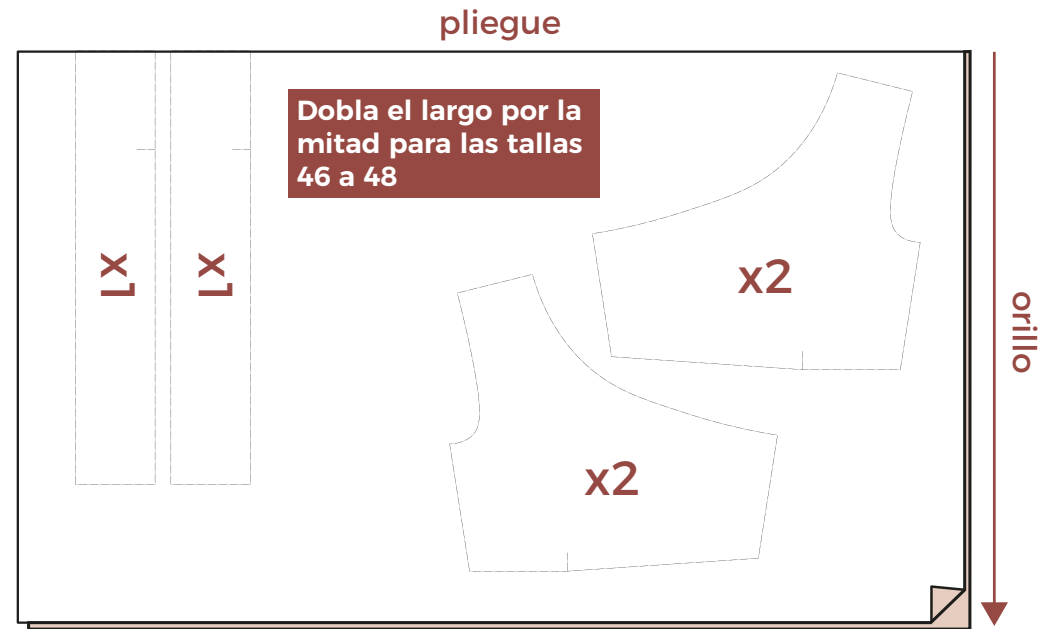 pliegue
Dobla el largo por la
mitad para las tallas
46 a 48
x1
x1
x2
x2
orillo